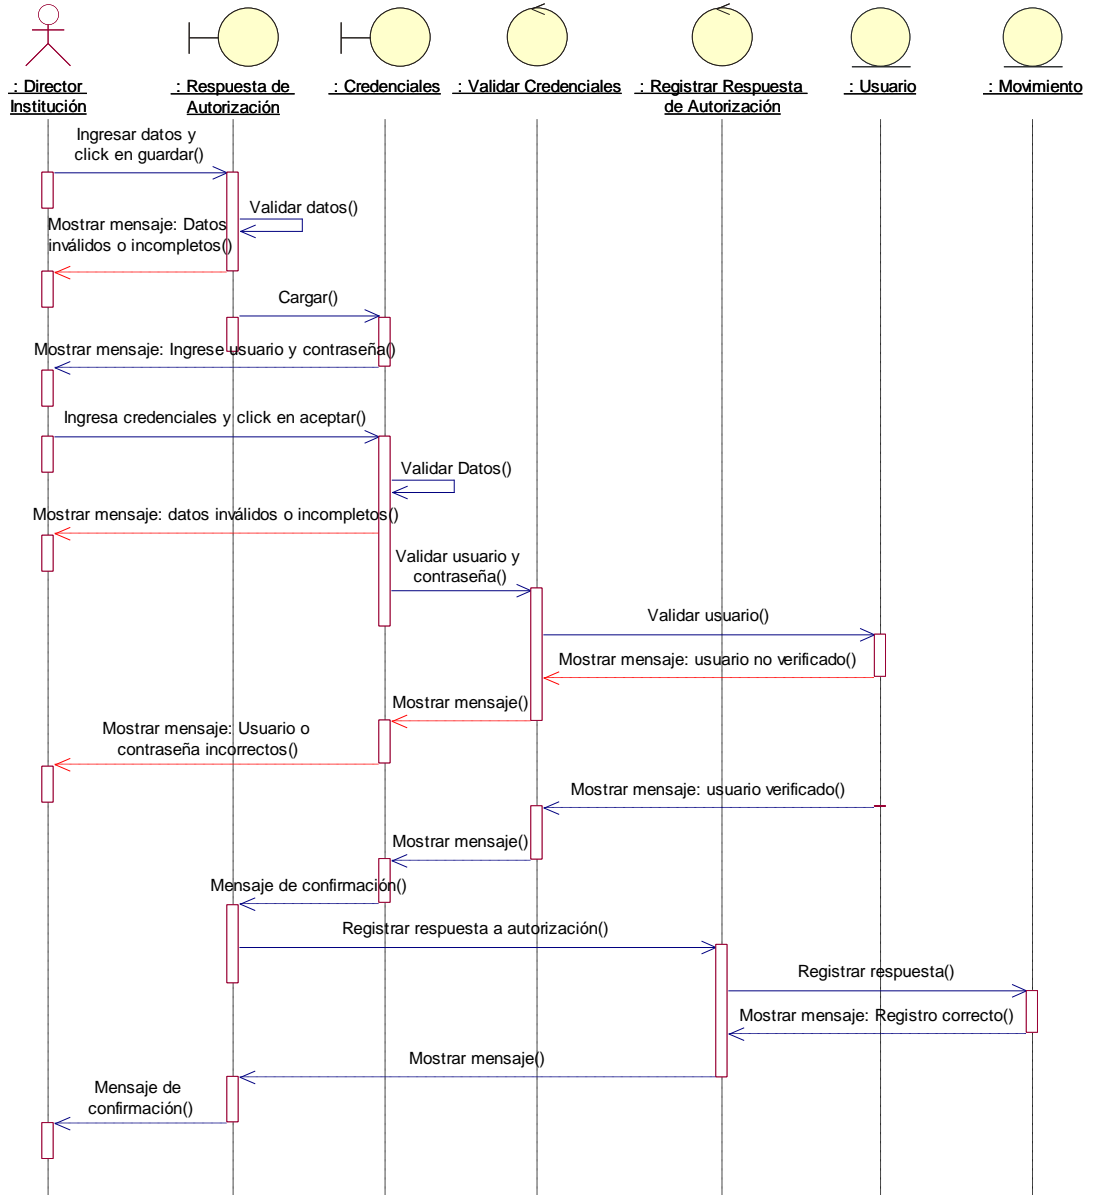 : Director
Institución
: Respuesta de
Autorización
: Credenciales
: Validar Credenciales
: Registrar Respuesta
de Autorización
: Usuario
: Movimiento
Ingresar datos y
click en guardar()
Validar datos()
Mostrar mensaje: Datos
inválidos o incompletos()
Cargar()
Mostrar mensaje: Ingrese usuario y contraseña()
Ingresa credenciales y click en aceptar()
Validar Datos()
Mostrar mensaje: datos inválidos o incompletos()
Validar usuario y
contraseña()
Validar usuario()
Mostrar mensaje: usuario no verificado()
Mostrar mensaje()
Mostrar mensaje: Usuario o
contraseña incorrectos()
Mostrar mensaje: usuario verificado()
Mostrar mensaje()
Mensaje de confirmación()
Registrar respuesta a autorización()
Registrar respuesta()
Mostrar mensaje: Registro correcto()
Mostrar mensaje()
Mensaje de
confirmación()